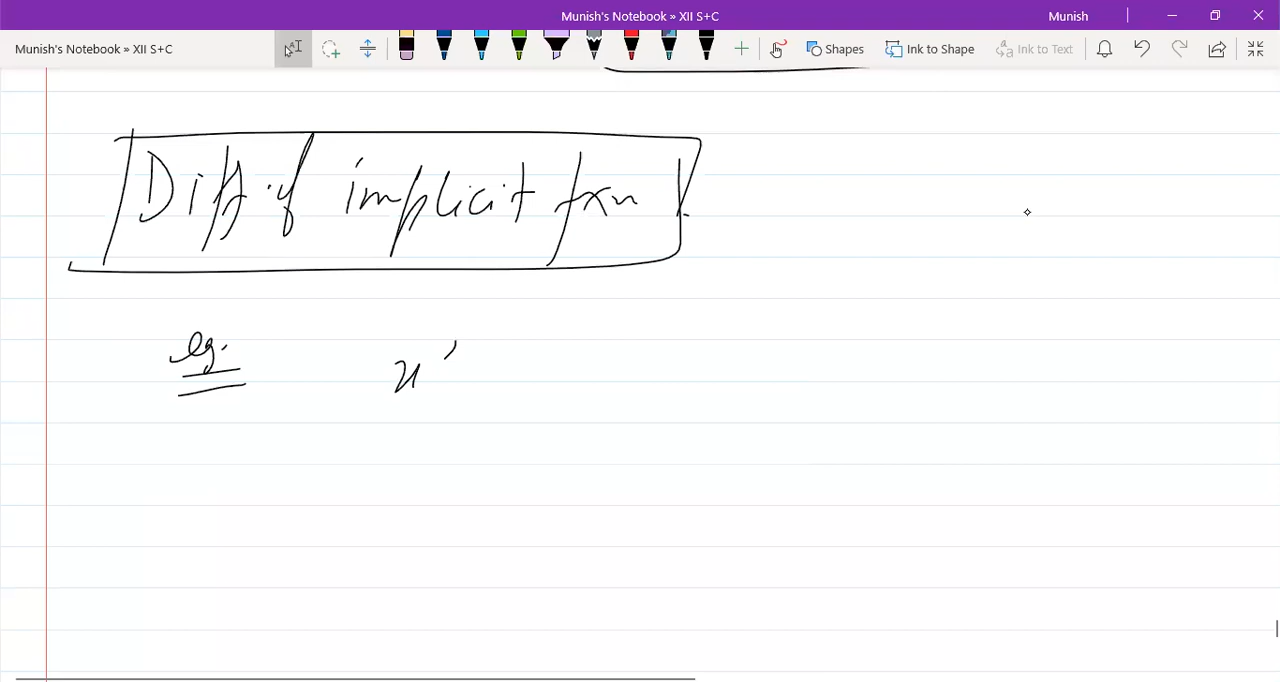 Munish's Notebook » XII S+C
Munish
Munish's Notebook » XII S+C
Shapes
Ink to Shape
Ink to Text
Diff. of implicit fxn
eg.
x